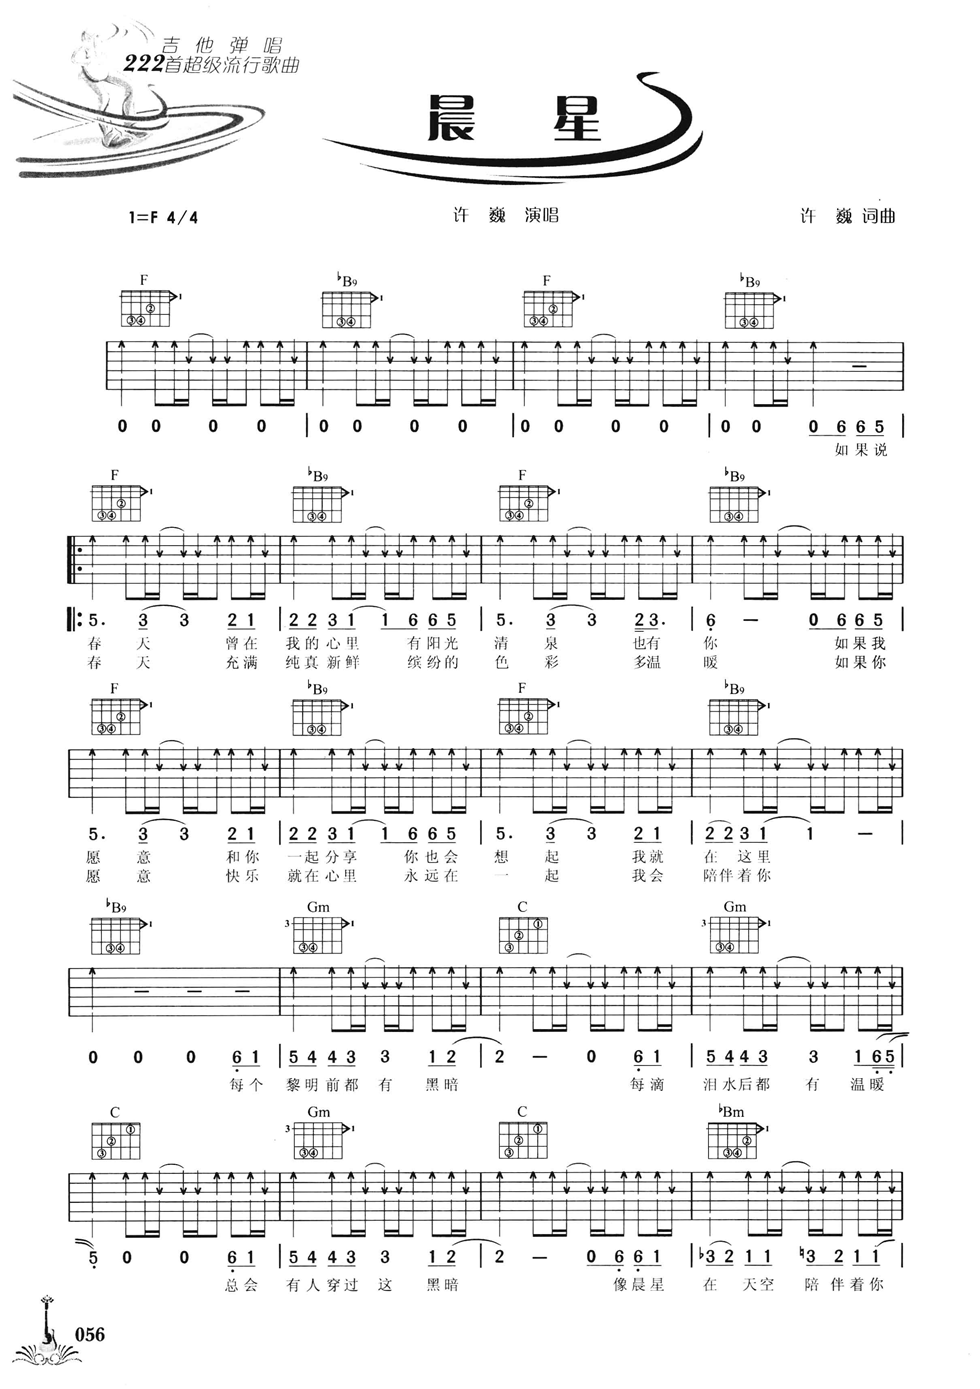 吉他弹唱
222首超级流行歌曲
晨星
1=F 4/4 许巍 演唱 许巍 词曲
F ♭B9 F ♭B9
0 0 0 0 | 0 0 0 0 | 0 0 0 0 | 0 0 0 6 6 5 |
如果说
F ♭B9 F ♭B9
5. 3 3 2 1 | 2 2 3 1 1 6 6 5 | 5. 3 3 2 3. | 6 — 0 6 6 5 |
春天 曾在 我的心里 有阳光 清泉 也有 你 如果我
春天 充满 纯真新鲜 缤纷的 色彩 多温 暖 如果你
F ♭B9 F ♭B9
5. 3 3 2 1 | 2 2 3 1 1 6 6 5 | 5. 3 3 2 1 | 2 2 3 1 1 — |
愿意 和你 一起分享 你也会 想起 我就 在这里
愿意 快乐 就在心里 永远在 一起 我会 陪伴着你
♭B9 Gm C Gm
0 0 0 6 1 | 5 4 4 3 3 1 2 | 2 — 0 6 1 | 5 4 4 3 3 1 6 5
每个 黎明前都有 黑暗 每滴 泪水后都有 温暖
C Gm C ♭Bm
5 0 0 6 1 | 5 4 4 3 3 1 2 | 2 — 0 6 6 1 | ♭3 2 1 1 ♮3 2 1 1 |
总会 有人穿过这 黑暗 像晨星 在天空 陪伴着你
056